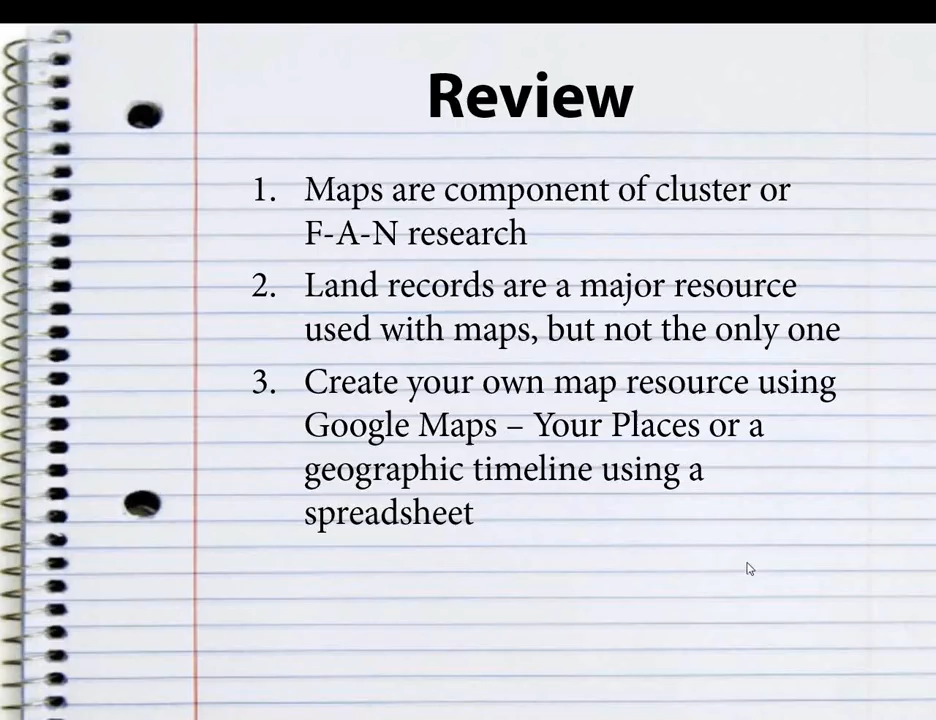 Review
1. Maps are component of cluster or
F-A-N research
2. Land records are a major resource
used with maps, but not the only one
3. Create your own map resource using
Google Maps – Your Places or a
geographic timeline using a
spreadsheet